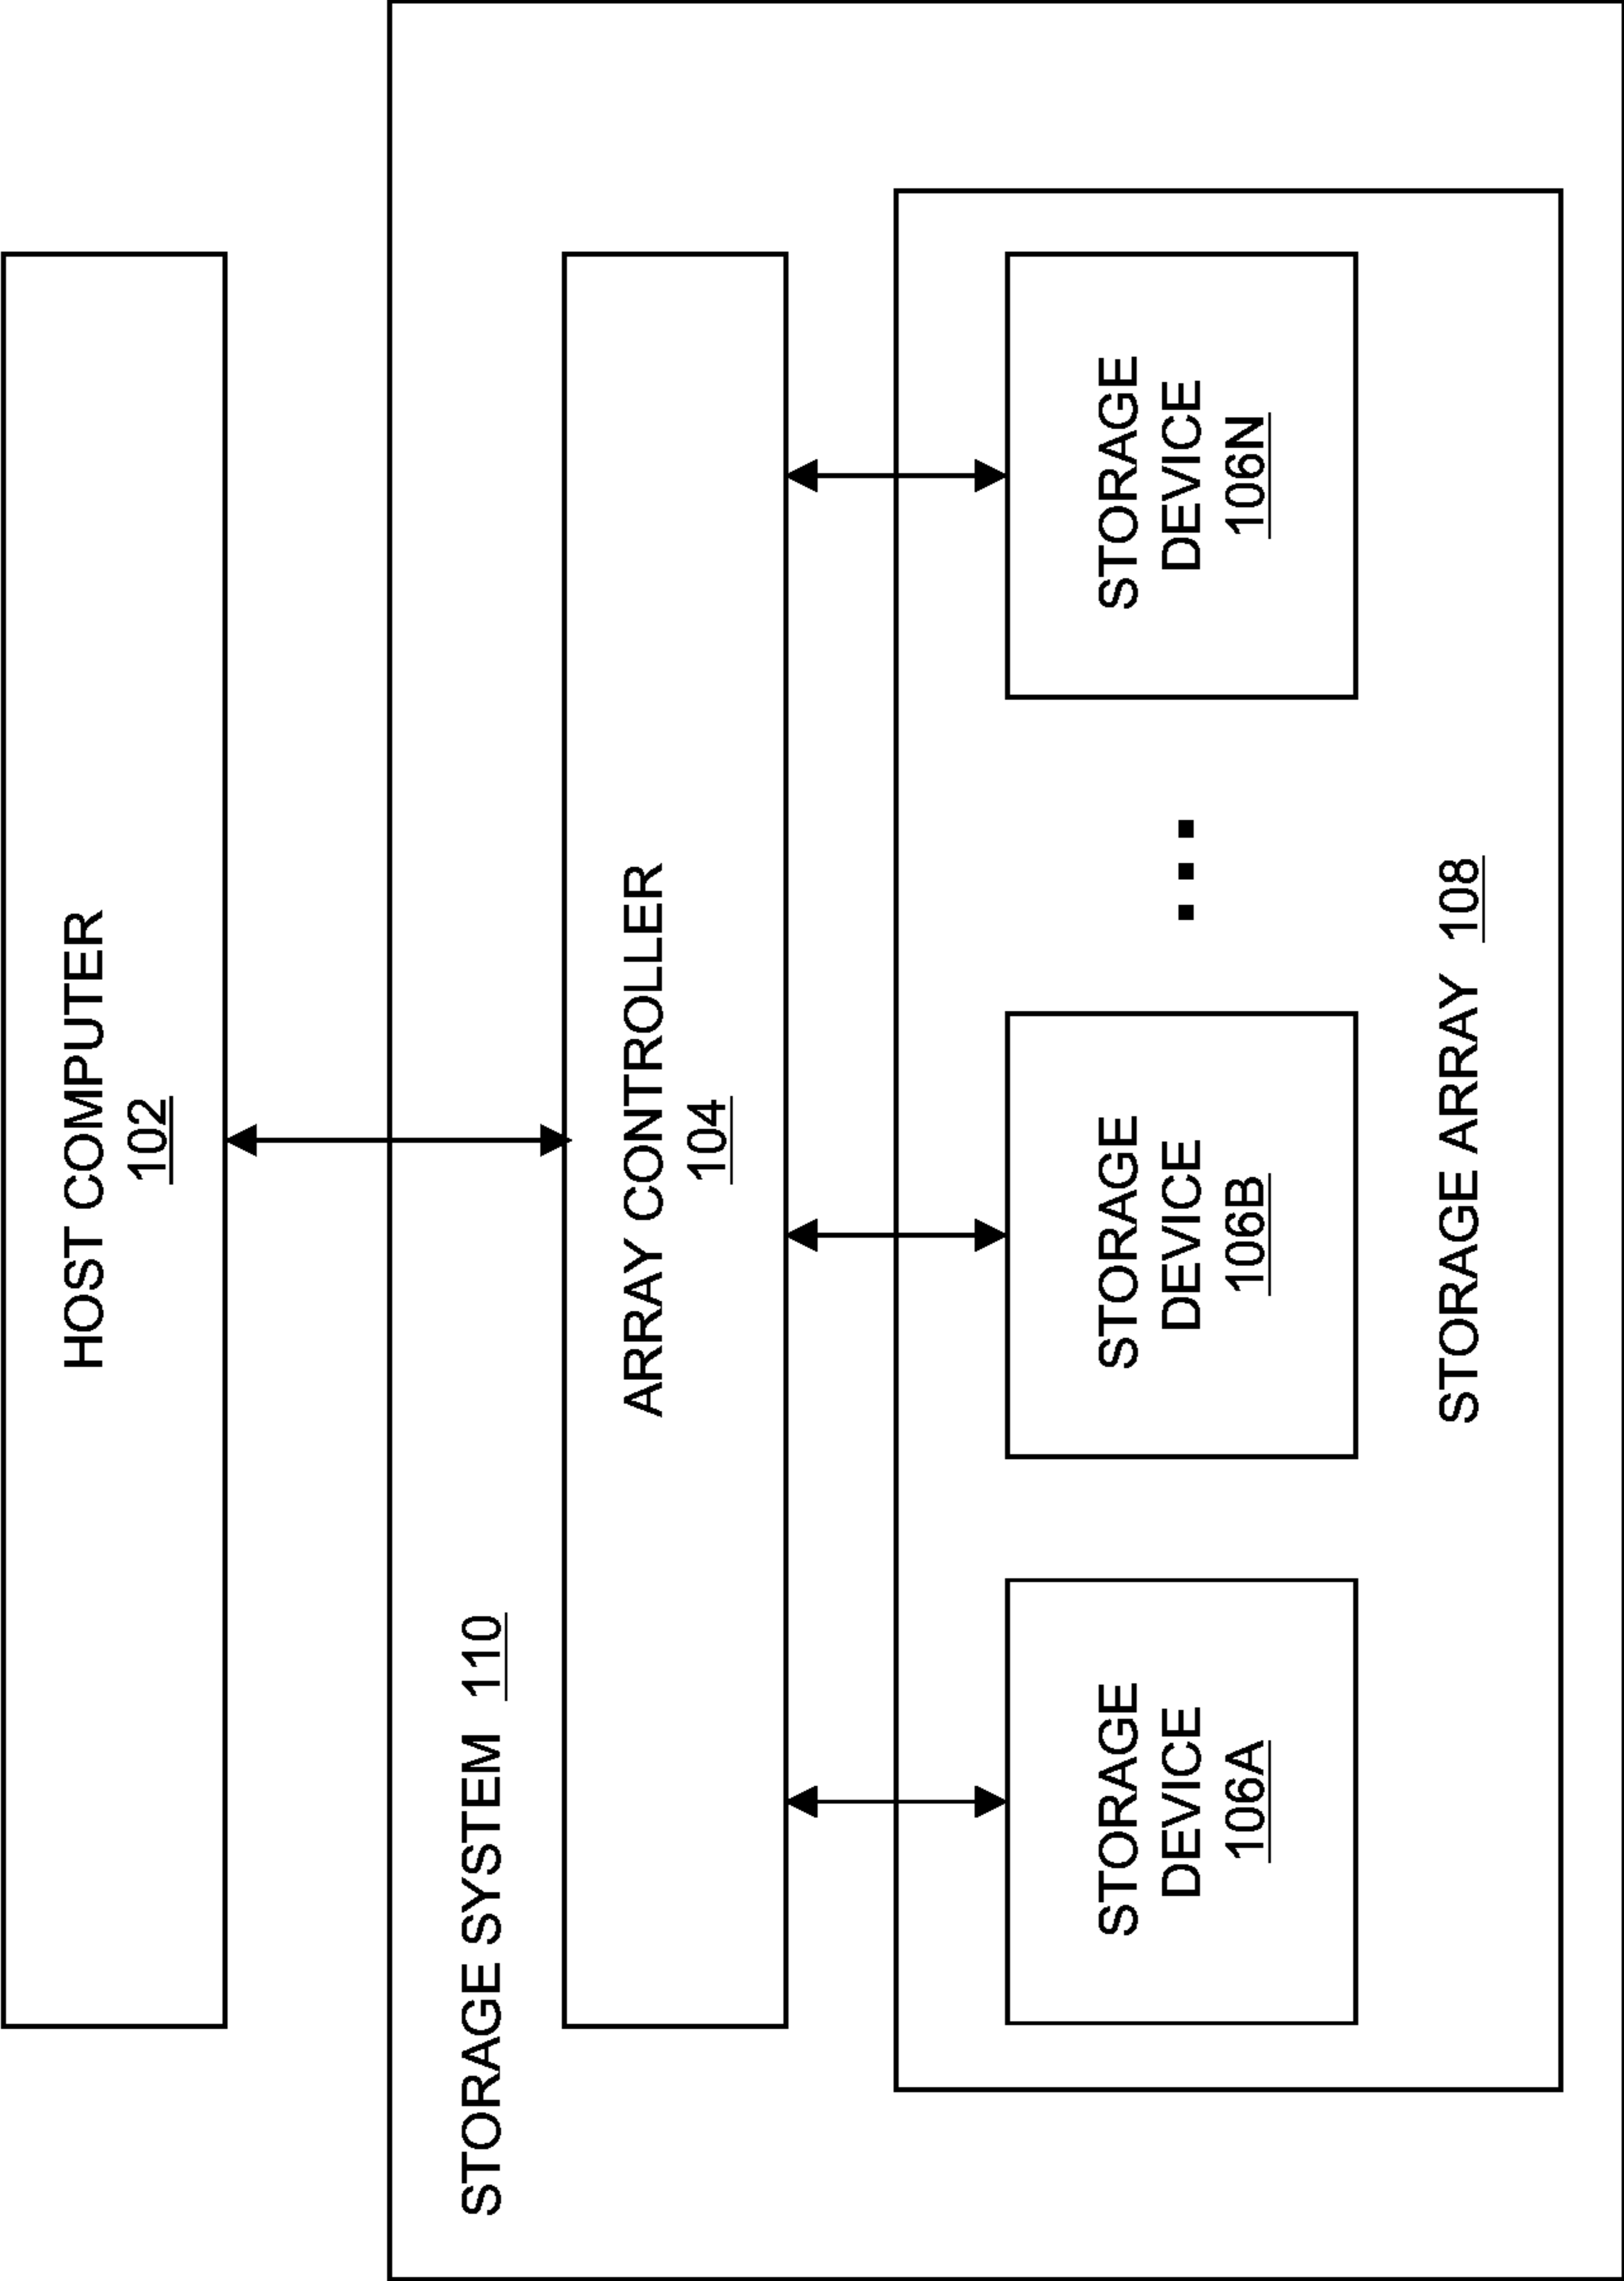 HOST COMPUTER
102
STORAGE SYSTEM 110
ARRAY CONTROLLER
104
STORAGE
DEVICE
106A
STORAGE
DEVICE
106B
...
STORAGE
DEVICE
106N
STORAGE ARRAY 108